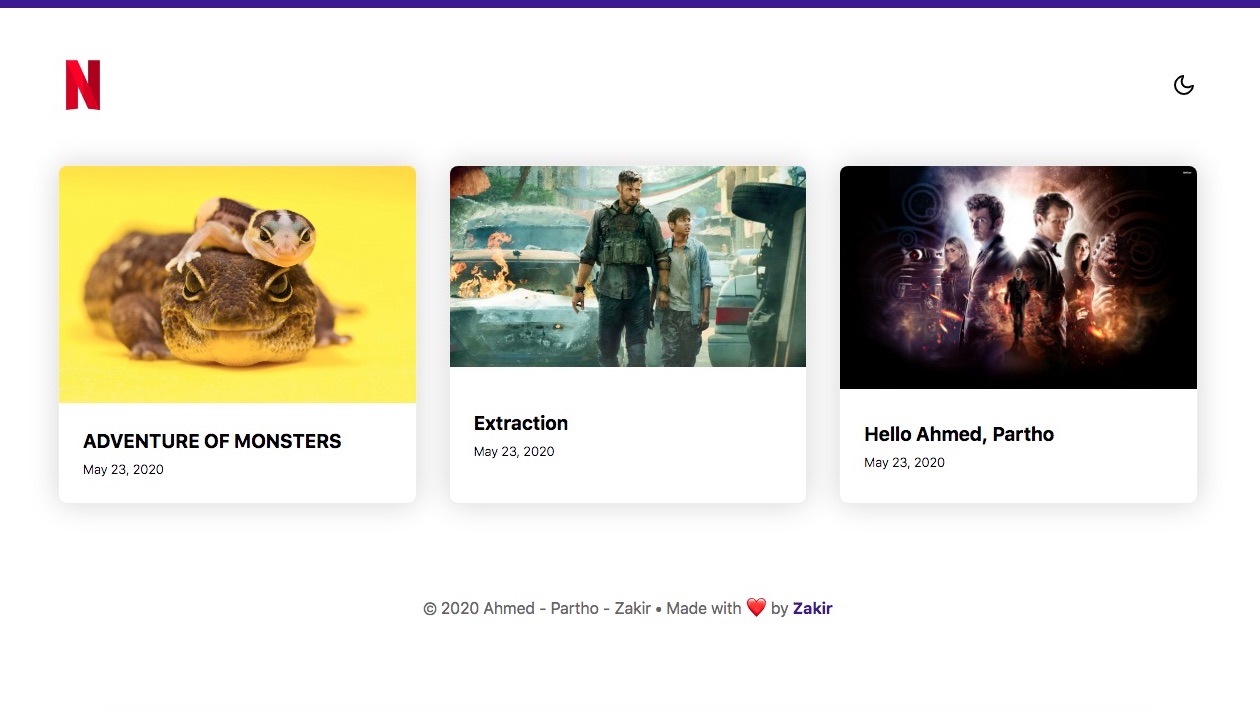 N
ADVENTURE OF MONSTERS
May 23, 2020
Extraction
May 23, 2020
Hello Ahmed, Partho
May 23, 2020
© 2020 Ahmed - Partho - Zakir • Made with ❤️ by Zakir